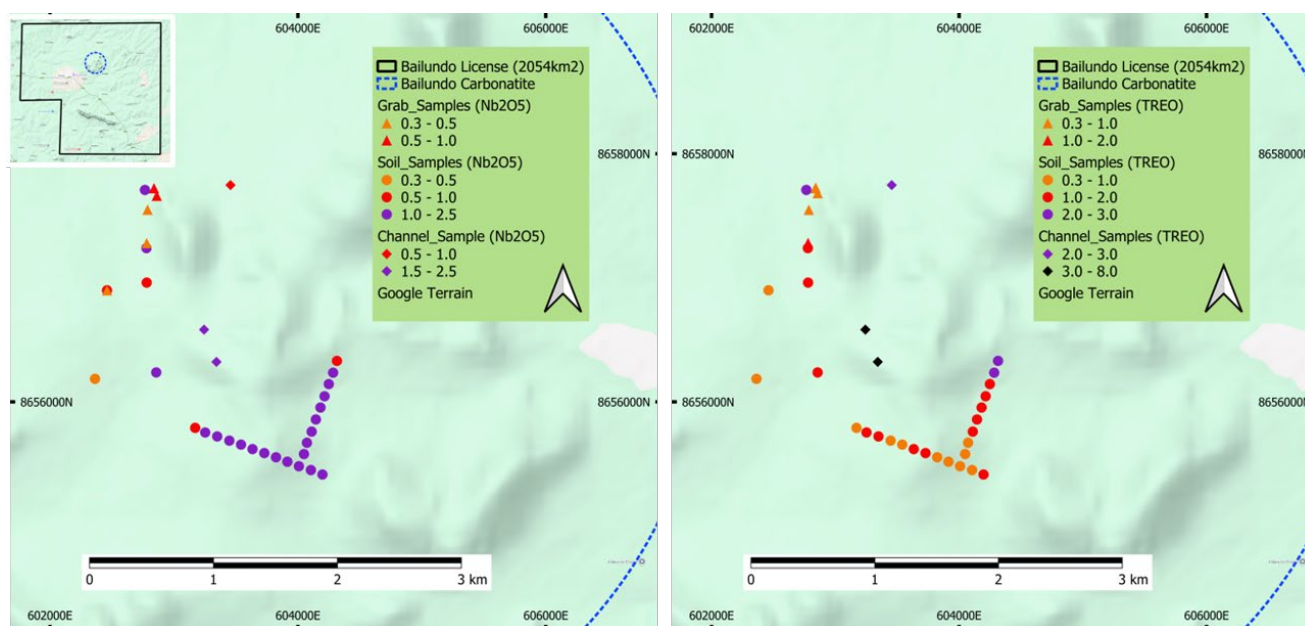 604000E
606000E
Bailundo License (2054km2)
Bailundo Carbonatite
Grab_Samples (Nb2O5)
0.3 - 0.5
0.5 - 1.0
Soil_Samples (Nb2O5)
0.3 - 0.5
0.5 - 1.0
1.0 - 2.5
Channel_Sample (Nb2O5)
0.5 - 1.0
1.5 - 2.5
Google Terrain
8658000N
8656000N
8656000N
0
1
2
3 km
602000E
604000E
606000E
602000E
604000E
606000E
Bailundo License (2054km2)
Bailundo Carbonatite
Grab_Samples (TREO)
0.3 - 1.0
1.0 - 2.0
Soil_Samples (TREO)
0.3 - 1.0
1.0 - 2.0
2.0 - 3.0
Channel_Samples (TREO)
2.0 - 3.0
3.0 - 8.0
Google Terrain
8658000N
8658000N
8656000N
0
1
2
3 km
602000E
604000E
606000E